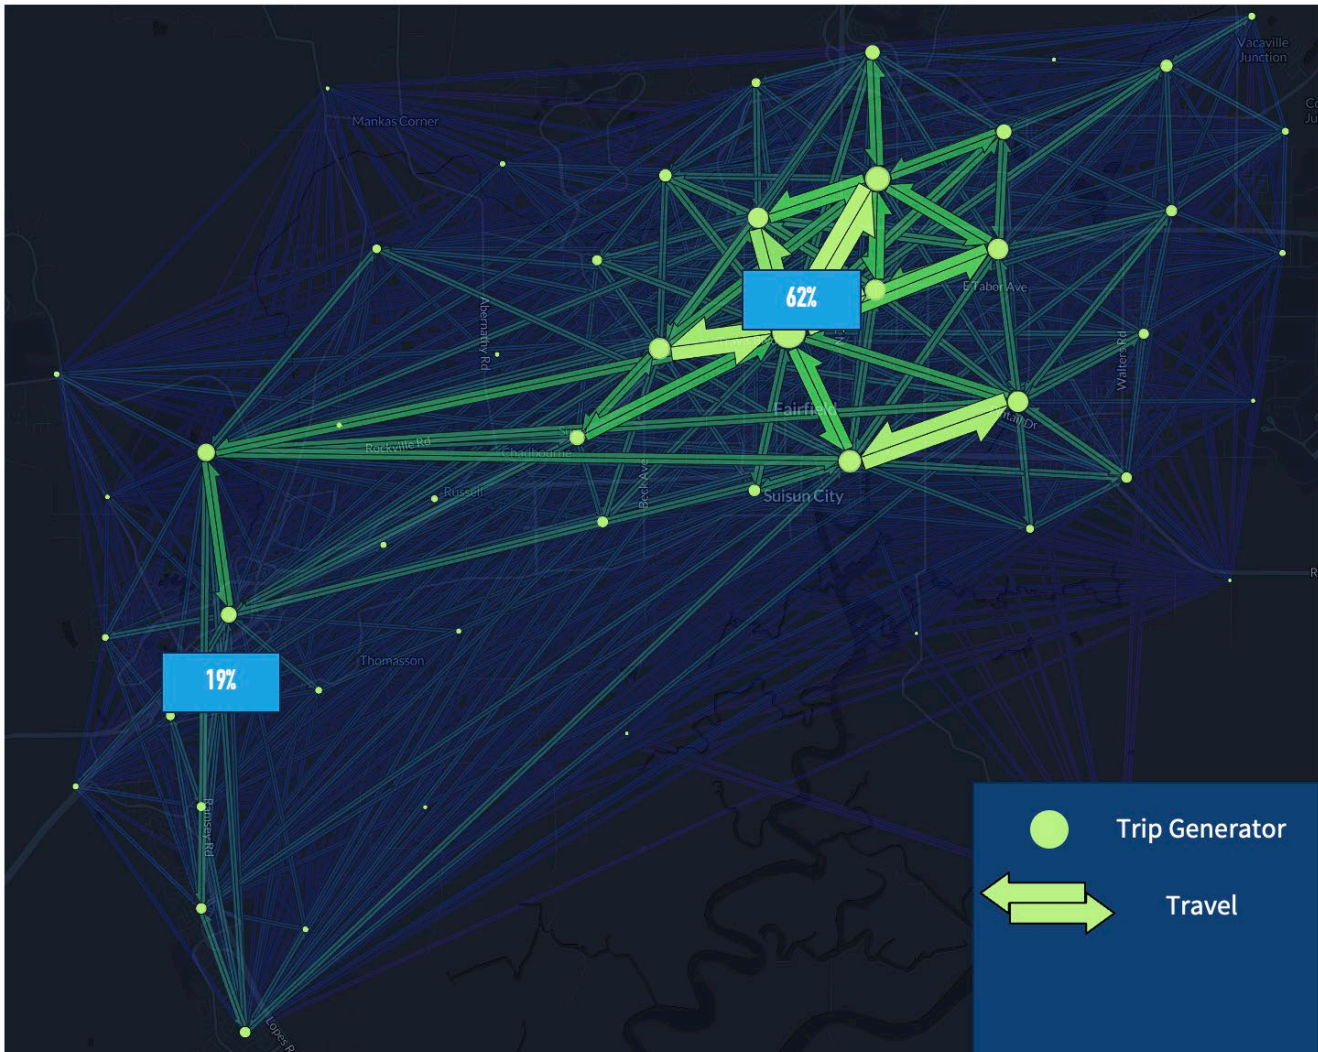 Vacaville
Junction
Mankas Corner
E Tabor Ave
62%
Abernathy Rd
Walters Rd
Fairfield
Rockville Rd
Chadbourne
Beck Ave
Russell
Suisun City
Thomasson
19%
Ramsey Rd
Lopes R
Trip Generator
Travel